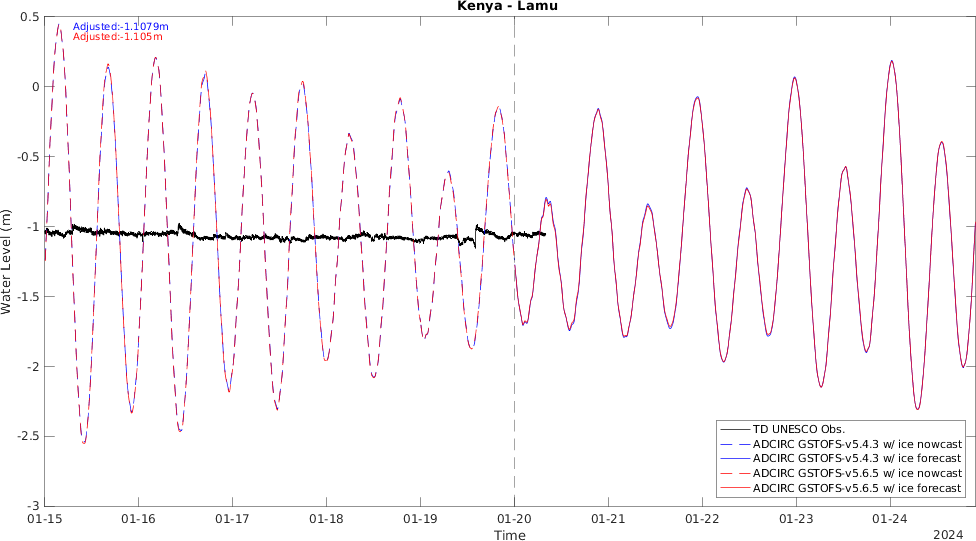 Kenya - Lamu
Adjusted:-1.1079m
Adjusted:-1.105m
0.5
0
-0.5
-1
-1.5
-2
-2.5
-3
Water Level (m)
TD UNESCO Obs.
ADCIRC GSTOFS-v5.4.3 w/ ice nowcast
ADCIRC GSTOFS-v5.4.3 w/ ice forecast
ADCIRC GSTOFS-v5.6.5 w/ ice nowcast
ADCIRC GSTOFS-v5.6.5 w/ ice forecast
01-15 01-16 01-17 01-18 01-19 01-20 01-21 01-22 01-23 01-24
Time
2024